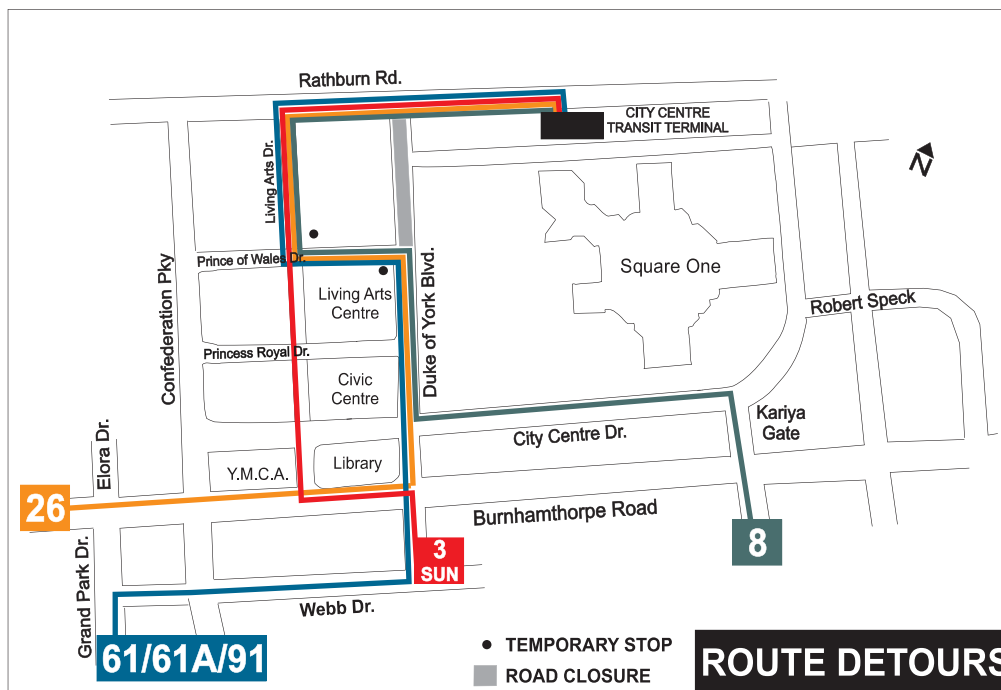 Rathburn Rd.
CITY CENTRE
TRANSIT TERMINAL
N
Living Arts Dr.
Prince of Wales Dr.
Confederation Pky
Living Arts
Centre
Duke of York Blvd.
Square One
Robert Speck
Princess Royal Dr.
Civic
Centre
Kariya
Gate
City Centre Dr.
Elora Dr.
Y.M.C.A.
Library
26
Burnhamthorpe Road
8
3
SUN
Grand Park Dr.
Webb Dr.
61/61A/91
TEMPORARY STOP
ROAD CLOSURE
ROUTE DETOURS